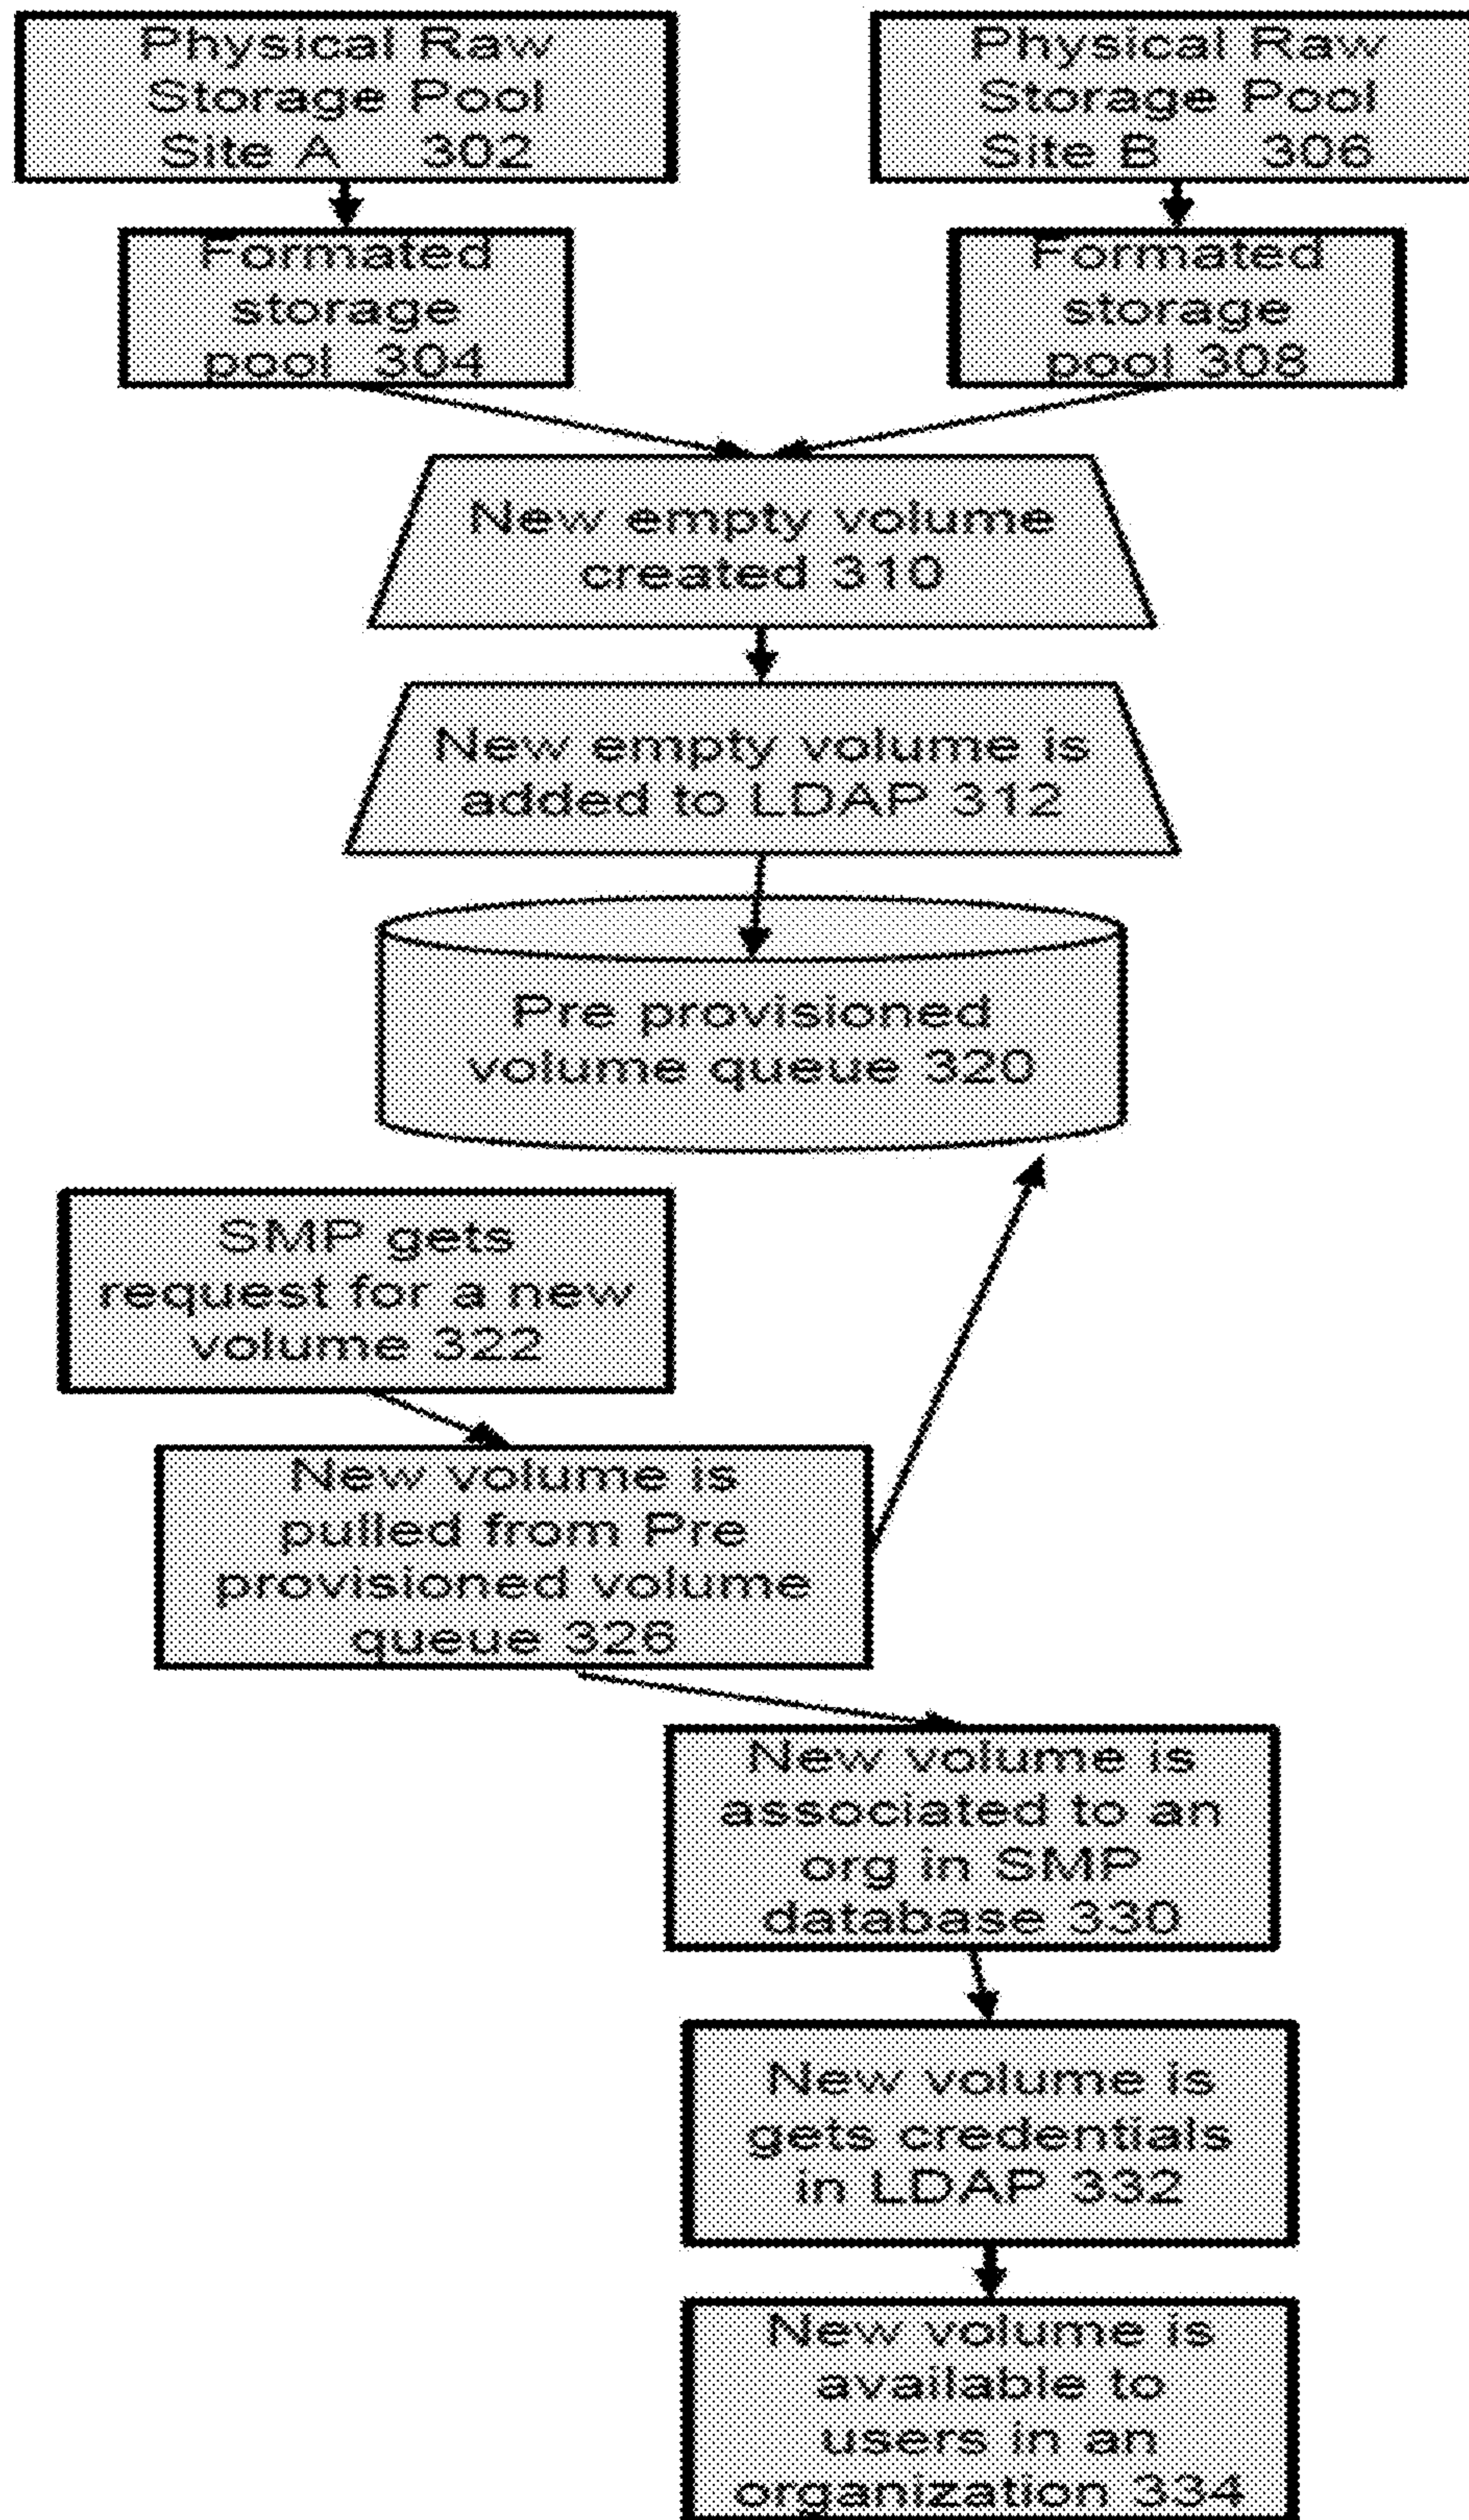 Physical Raw
Storage Pool
Site A 302
Physical Raw
Storage Pool
Site B 306
Formated
storage
pool 304
Formated
storage
pool 308
New empty volume
created 310
New empty volume is
added to LDAP 312
Pre provisioned
volume queue 320
SMP gets
request for a new
volume 322
New volume is
pulled from Pre
provisioned volume
queue 326
New volume is
associated to an
org in SMP
database 330
New volume is
gets credentials
in LDAP 332
New volume is
available to
users in an
organization 334